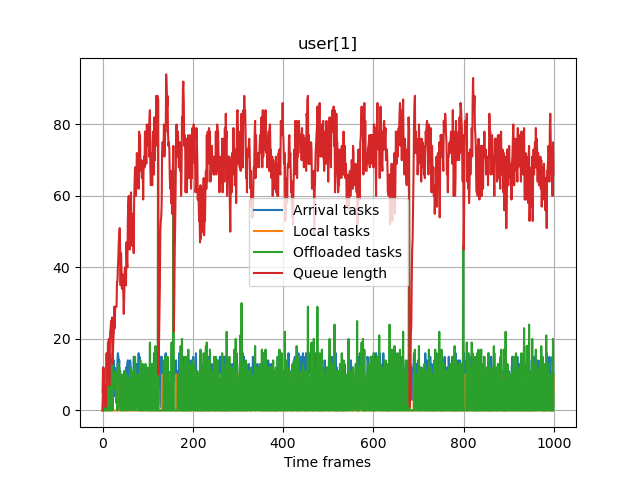 user[1]
80
60
40
20
0
Arrival tasks
Local tasks
Offloaded tasks
Queue length
0 200 400 600 800 1000
Time frames